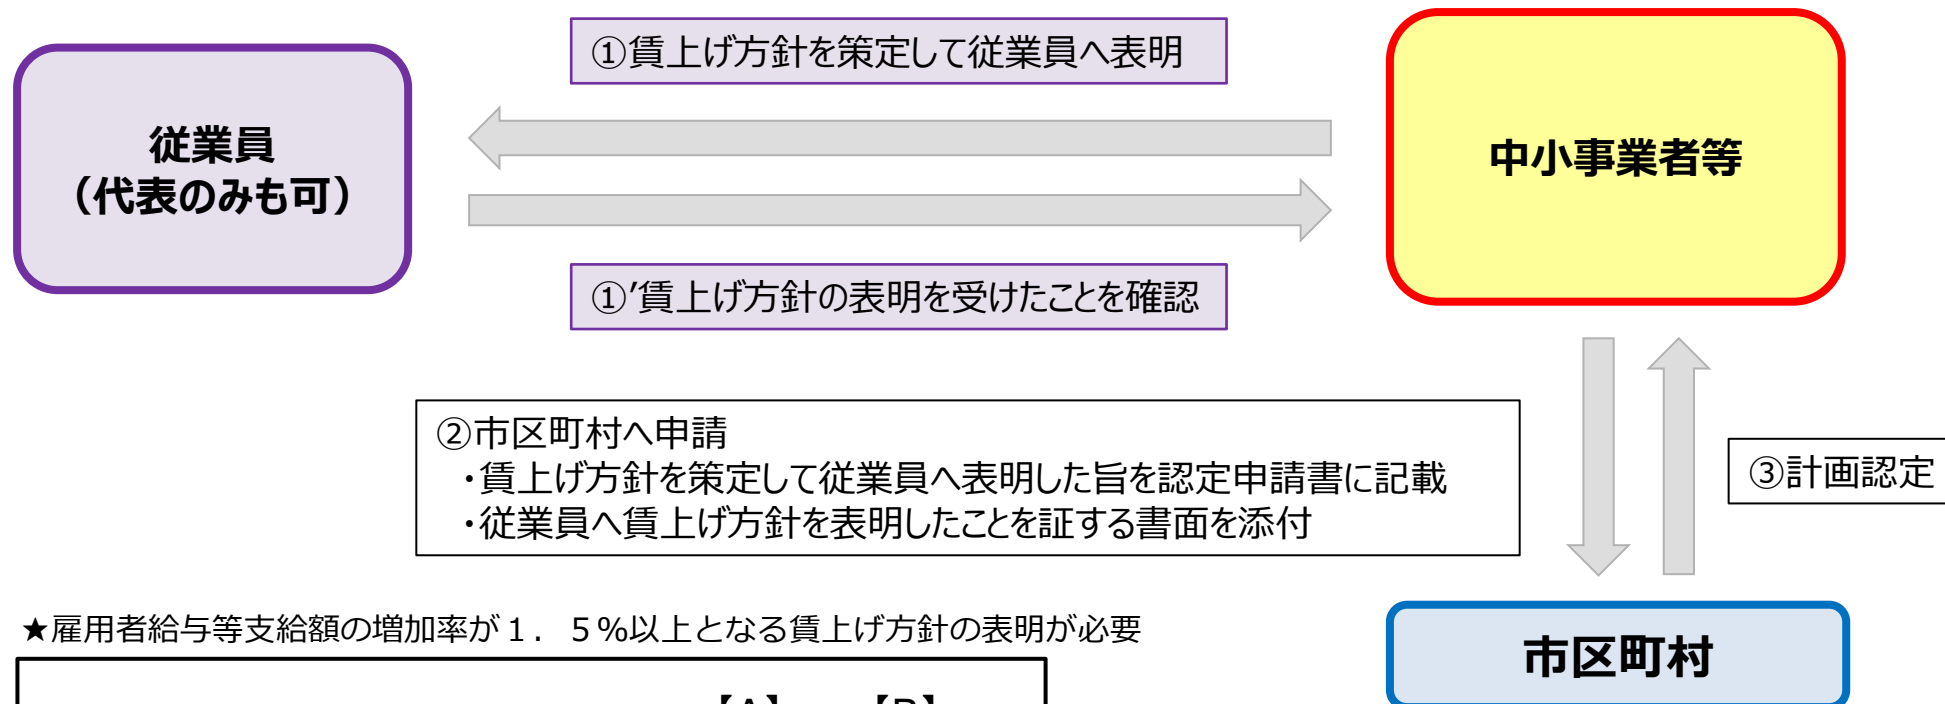 ①賃上げ方針を策定して従業員へ表明
従業員
（代表のみも可）
中小事業者等
①′賃上げ方針の表明を受けたことを確認
②市区町村へ申請
・賃上げ方針を策定して従業員へ表明した旨を認定申請書に記載
・従業員へ賃上げ方針を表明したことを証する書面を添付
③計画認定
★雇用者給与等支給額の増加率が１．５％以上となる賃上げ方針の表明が必要
市区町村
【A】 【B】